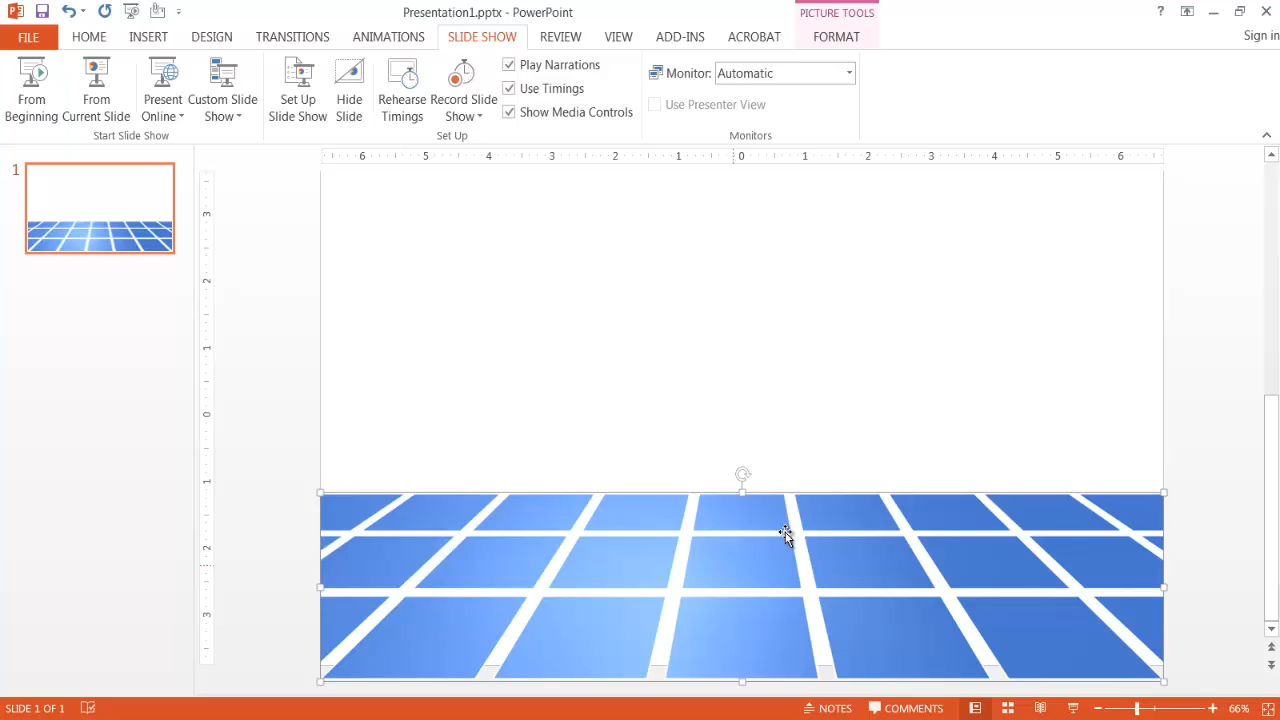 Presentation1.pptx - PowerPoint
PICTURE TOOLS
?
Sign in
FILE
HOME
INSERT
DESIGN
TRANSITIONS
ANIMATIONS
SLIDE SHOW
REVIEW
VIEW
ADD-INS
ACROBAT
FORMAT
From
Beginning
From
Current Slide
Present
Online
Custom Slide
Show
Start Slide Show
Set Up
Slide Show
Hide
Slide
Rehearse
Timings
Record Slide
Show
Play Narrations
Use Timings
Show Media Controls
Set Up
Monitor: Automatic
Use Presenter View
Monitors
1
6 5 4 3 2 1 0 1 2 3 4 5 6
3
2
1
0
1
2
3
SLIDE 1 OF 1
NOTES
COMMENTS
66%